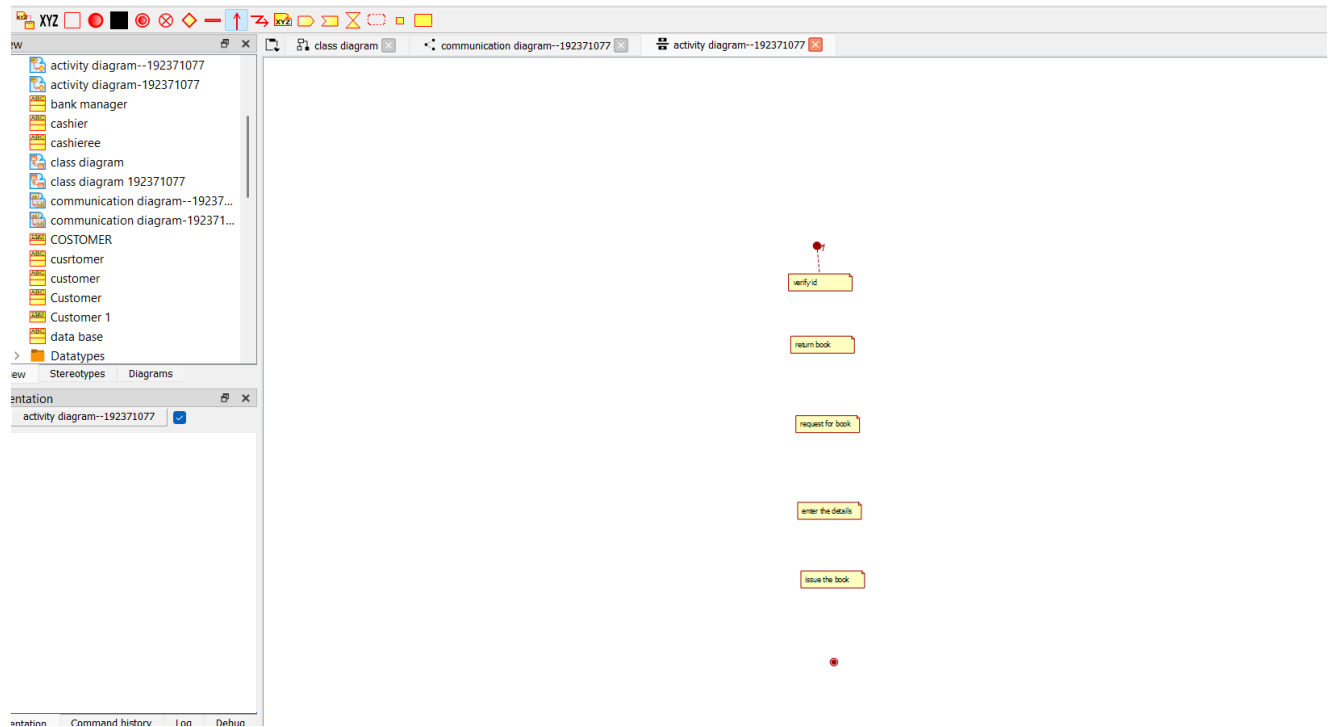 XYZ
ew
activity diagram--192371077
activity diagram-192371077
bank manager
cashier
cashieree
class diagram
class diagram 192371077
communication diagram--19237...
communication diagram-192371...
COSTOMER
cusrtomer
customer
Customer
Customer 1
data base
Datatypes
ew Stereotypes Diagrams
entation
activity diagram--192371077
entation Command history Log Debug
class diagram communication diagram--192371077 activity diagram--192371077
verify id
return book
request for book
enter the details
issue the book